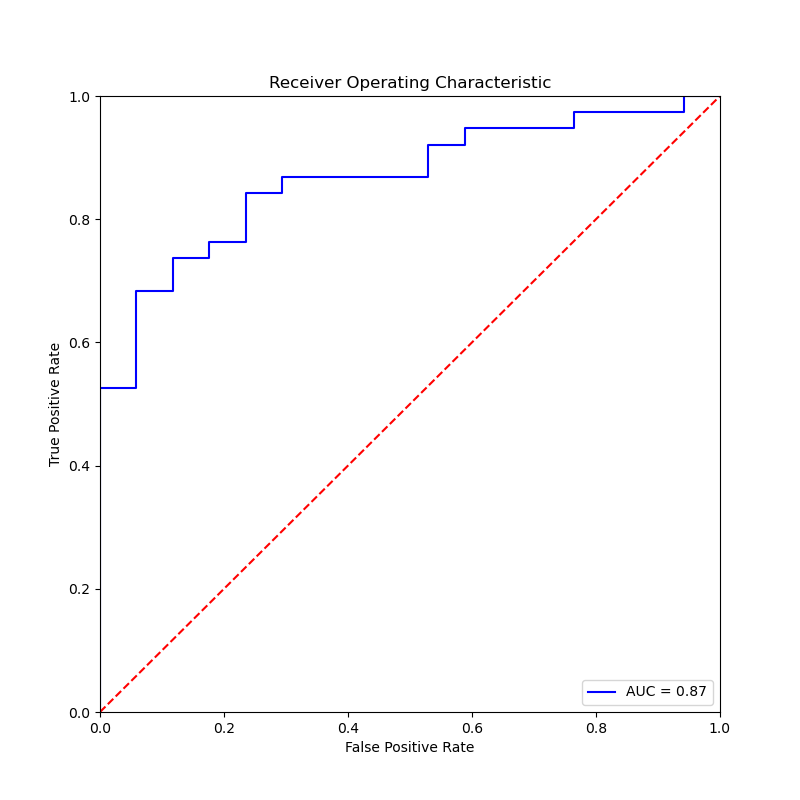 Receiver Operating Characteristic
1.0
0.8
0.6
0.4
0.2
0.0
True Positive Rate
0.0 0.2 0.4 0.6 0.8 1.0
False Positive Rate
AUC = 0.87